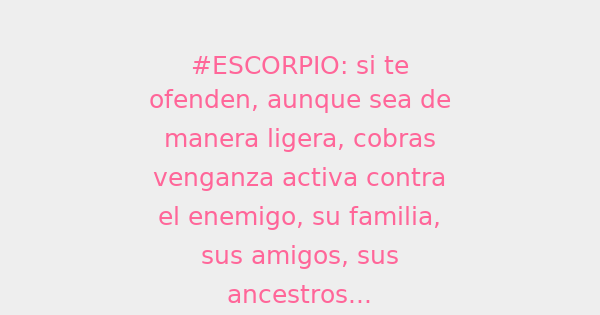 #ESCORPIO: si te
ofenden, aunque sea de
manera ligera, cobras
venganza activa contra
el enemigo, su familia,
sus amigos, sus
ancestros...